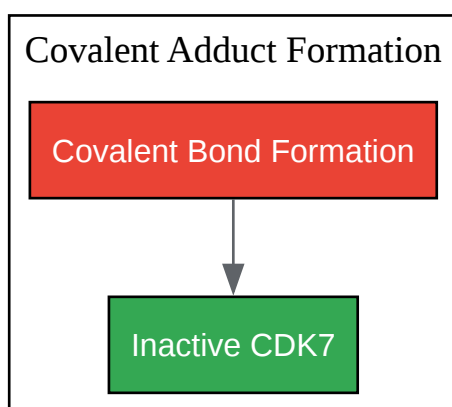 Covalent Adduct Formation
Covalent Bond Formation
Inactive CDK7